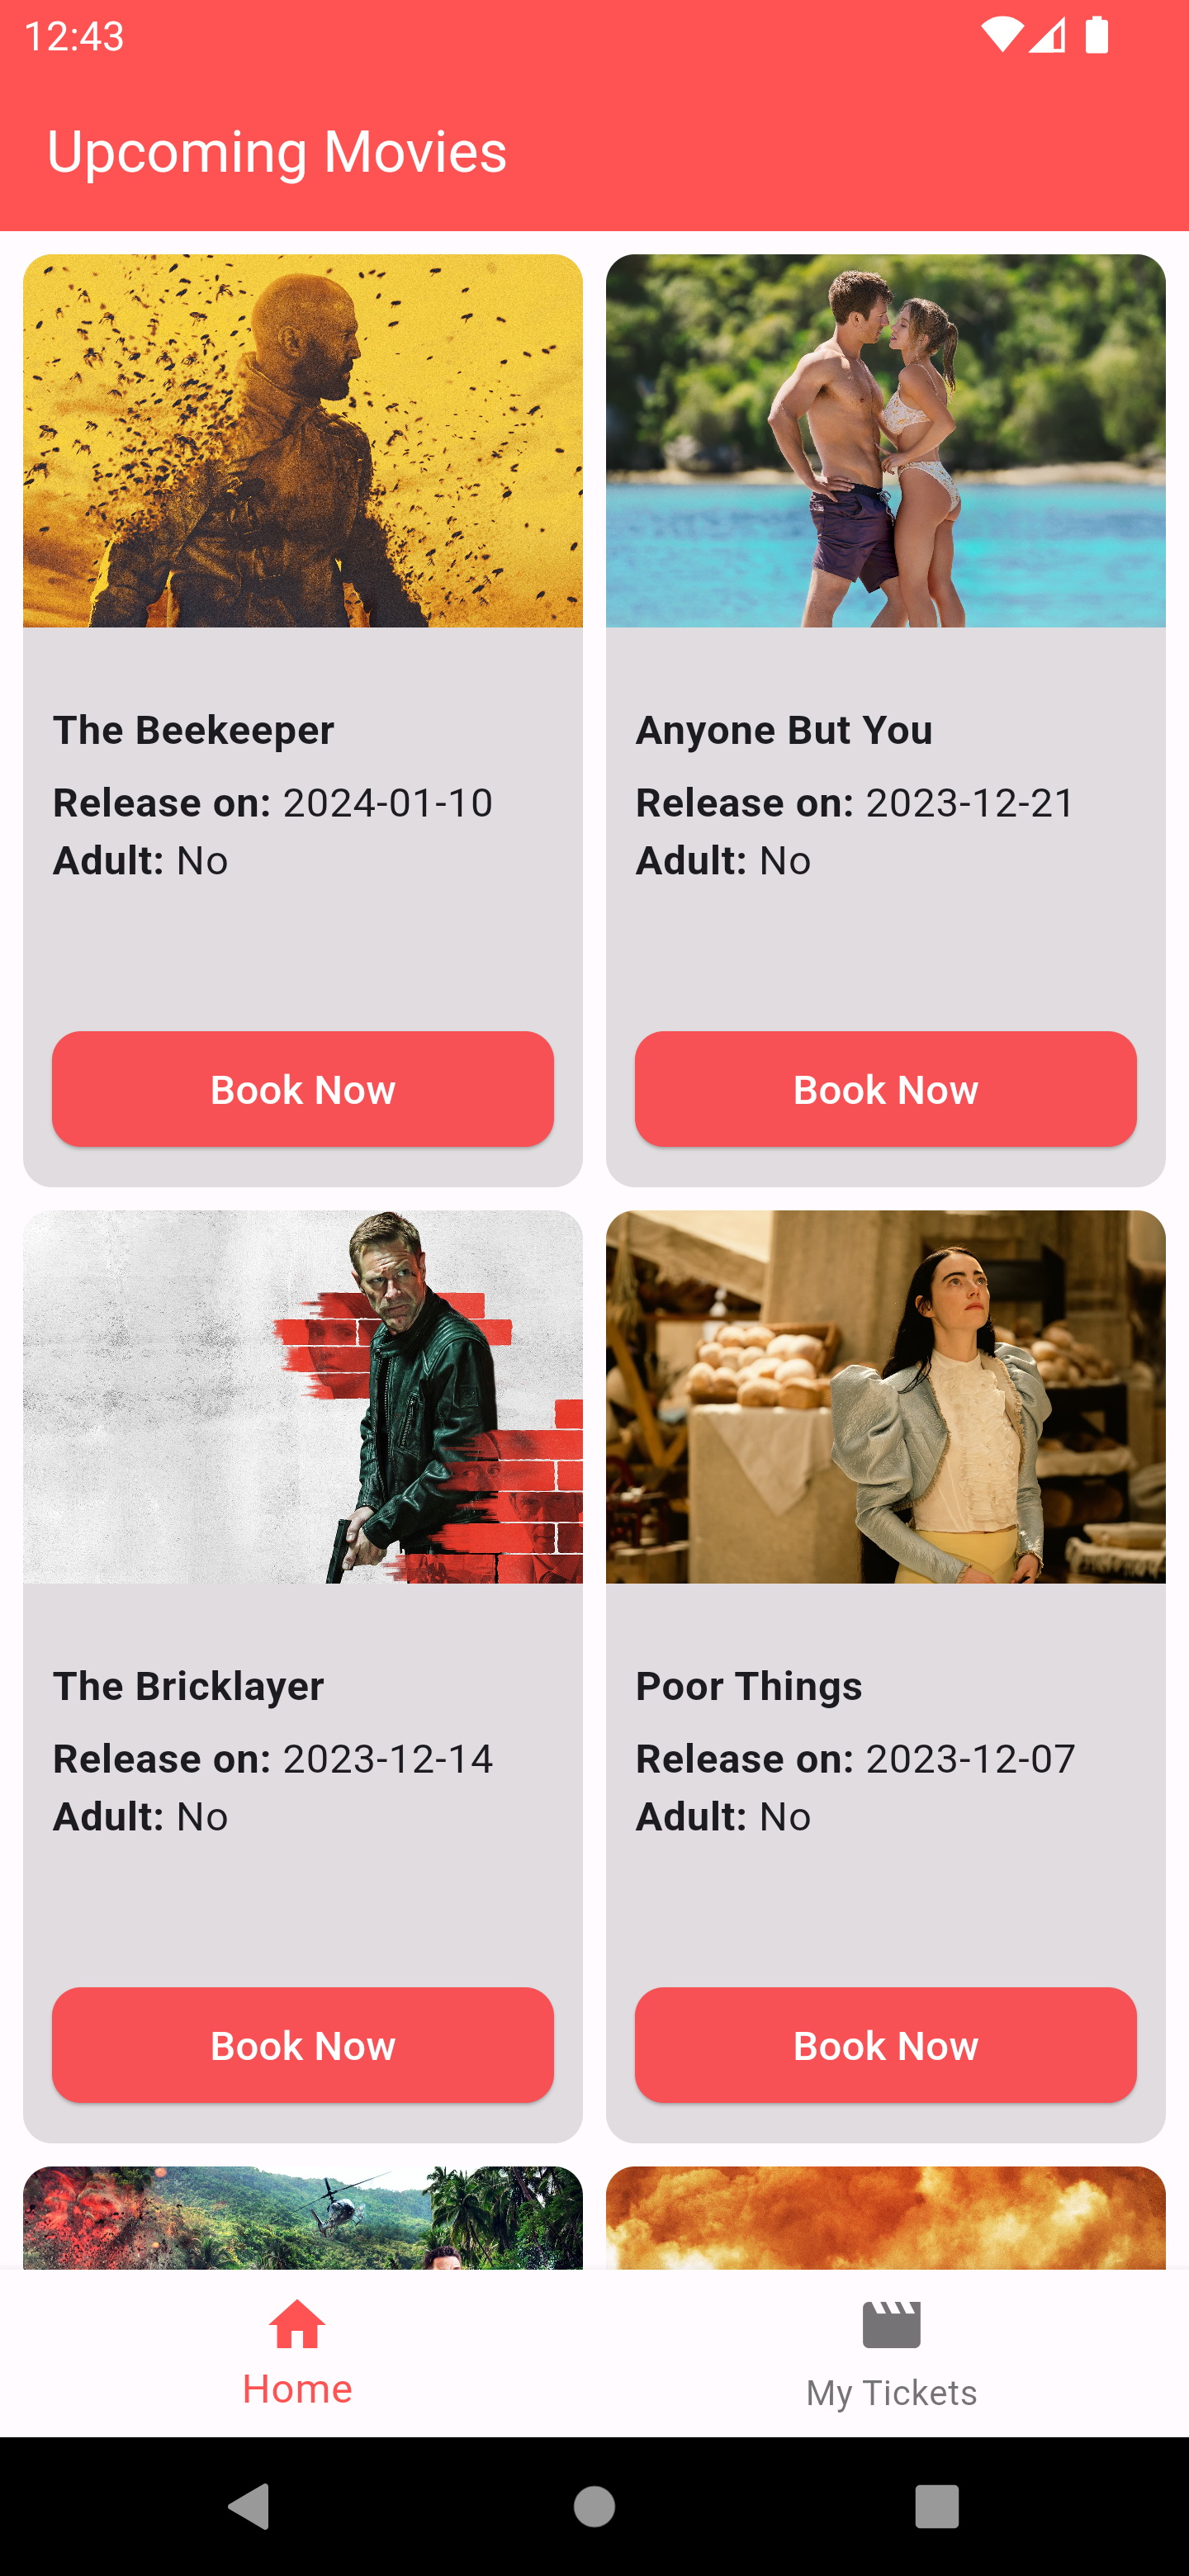 12:43
Upcoming Movies
The Beekeeper
Release on: 2024-01-10
Adult: No
Book Now
Anyone But You
Release on: 2023-12-21
Adult: No
Book Now
The Bricklayer
Release on: 2023-12-14
Adult: No
Book Now
Poor Things
Release on: 2023-12-07
Adult: No
Book Now
Home
My Tickets